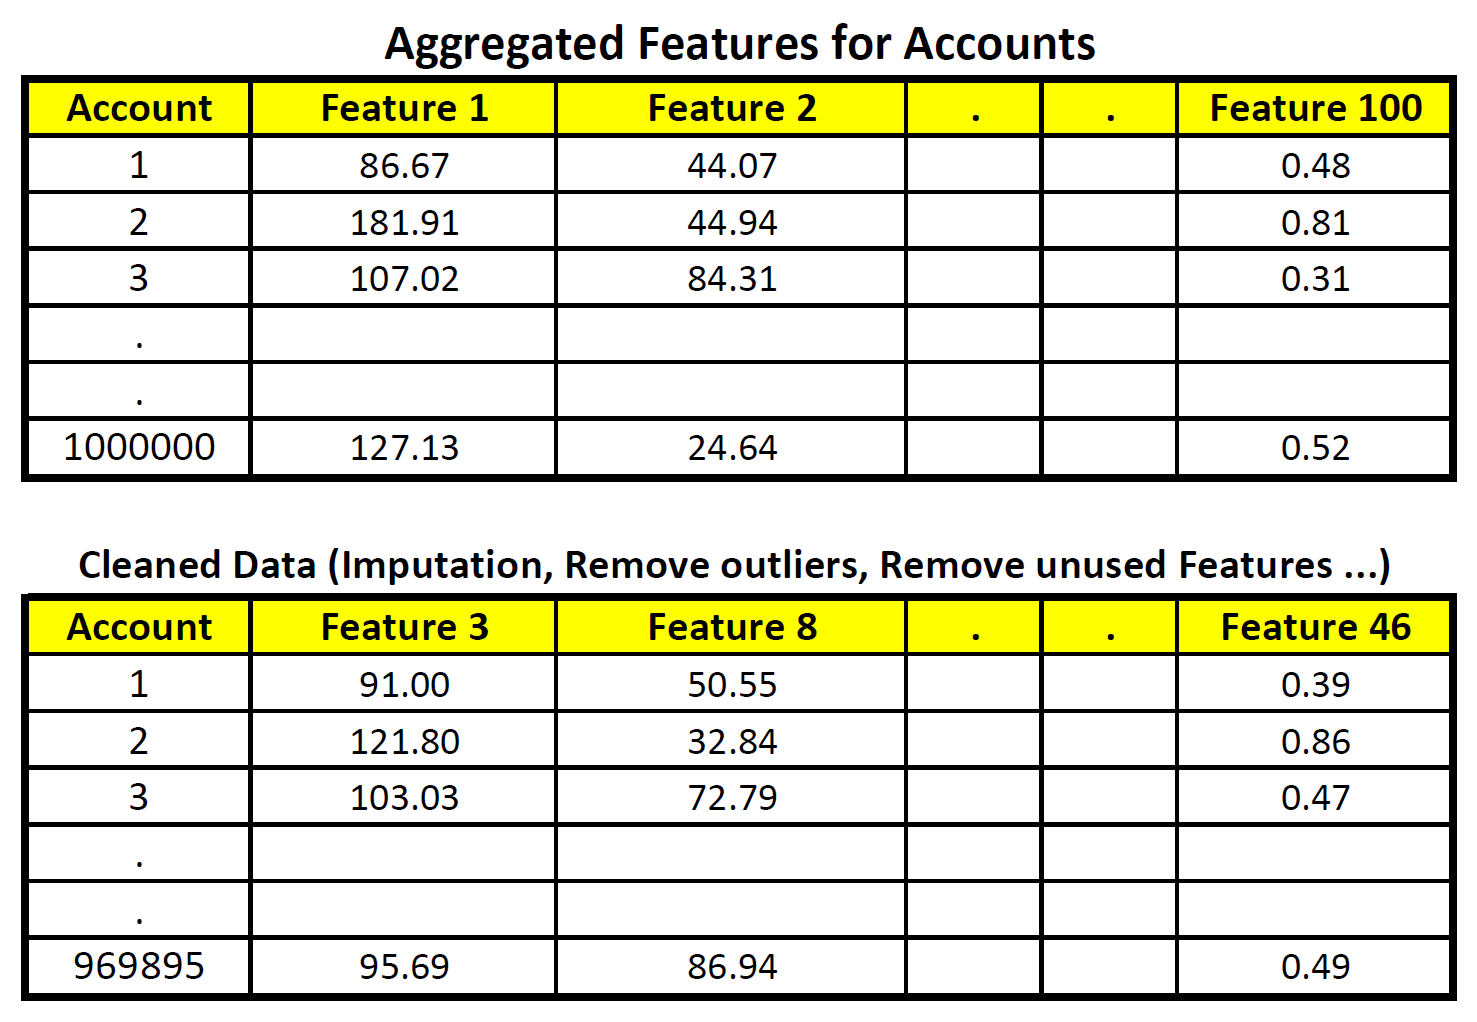 Aggregated Features for Accounts
Account Feature 1 Feature 2 . . Feature 100
1 86.67 44.07 0.48
2 181.91 44.94 0.81
3 107.02 84.31 0.31
.
.
1000000 127.13 24.64 0.52
Cleaned Data (Imputation, Remove outliers, Remove unused Features ...)
Account Feature 3 Feature 8 . . Feature 46
1 91.00 50.55 0.39
2 121.80 32.84 0.86
3 103.03 72.79 0.47
.
.
969895 95.69 86.94 0.49